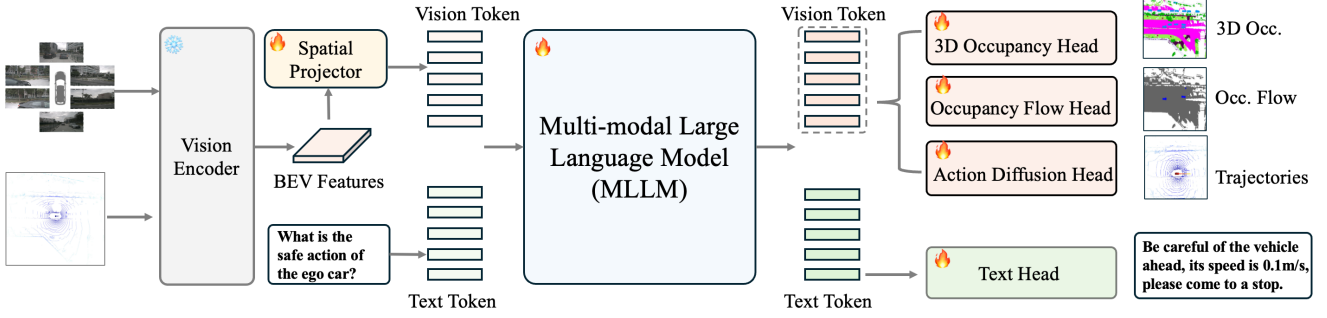 Vision Token
Vision Token
Spatial
Projector
3D Occupancy Head
3D Occ.
Occupancy Flow Head
Occ. Flow
Vision
Encoder
Multi-modal Large
Language Model
(MLLM)
BEV Features
Action Diffusion Head
Trajectories
What is the
safe action of
the ego car?
Text Head
Be careful of the vehicle
ahead, its speed is 0.1m/s,
please come to a stop.
Text Token
Text Token